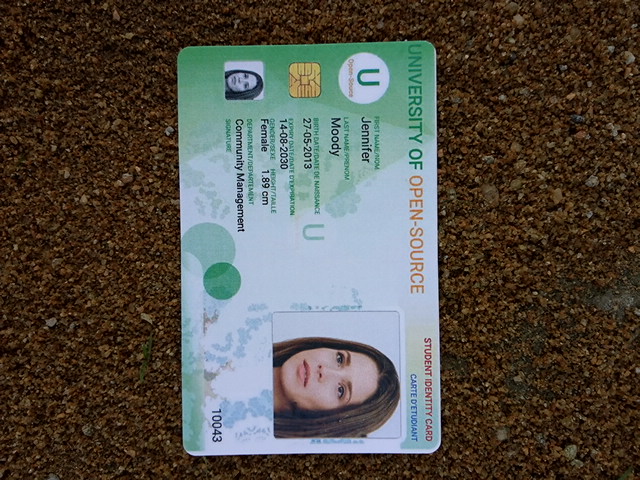 UNIVERSITY OF OPEN-SOURCE
STUDENT IDENTITY CARD
CARTE D'ETUDIANT
U
Open-Source
FIRST NAME/NOM
Jennifer
LAST NAME/PRENOM
Moody
BIRTH DATE/DATE DE NAISSANCE
27-05-2013
EXPIRY DATE/DATE D'EXPIRATION
14-08-2030
GENDER/SEXE HEIGHT/TAILLE
Female 1.89 cm
DEPARTMENT/DEPARTEMENT
Community Management
SIGNATURE
U
10043